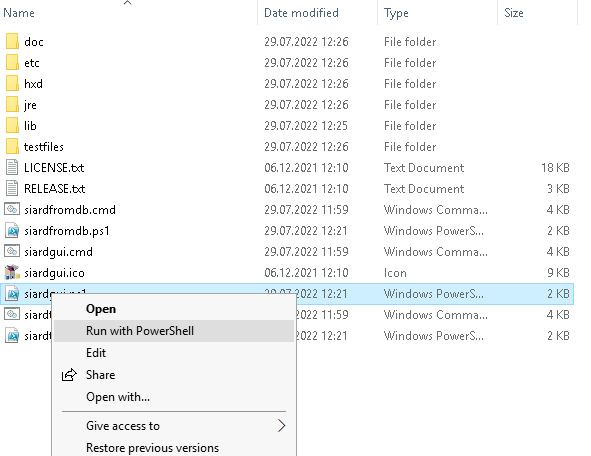 Name Date modified Type Size
doc 29.07.2022 12:26 File folder
etc 29.07.2022 12:26 File folder
hxd 29.07.2022 12:26 File folder
jre 29.07.2022 12:26 File folder
lib 29.07.2022 12:25 File folder
testfiles 29.07.2022 12:26 File folder
LICENSE.txt 06.12.2021 12:10 Text Document 18 KB
RELEASE.txt 06.12.2021 12:10 Text Document 3 KB
siardfromdb.cmd 29.07.2022 11:59 Windows Comma... 4 KB
siardfromdb.ps1 29.07.2022 12:21 Windows PowerS... 2 KB
siardgui.cmd 29.07.2022 11:59 Windows Comma... 4 KB
siardgui.ico 06.12.2021 12:10 Icon 9 KB
siardgui.ps1 29.07.2022 12:21 Windows PowerS... 2 KB
Open
siardt 2022 11:59 Windows Comma... 4 KB
Run with PowerShell
siardt 2022 12:21 Windows PowerS... 2 KB
Edit
Share
Open with...
Give access to
Restore previous versions